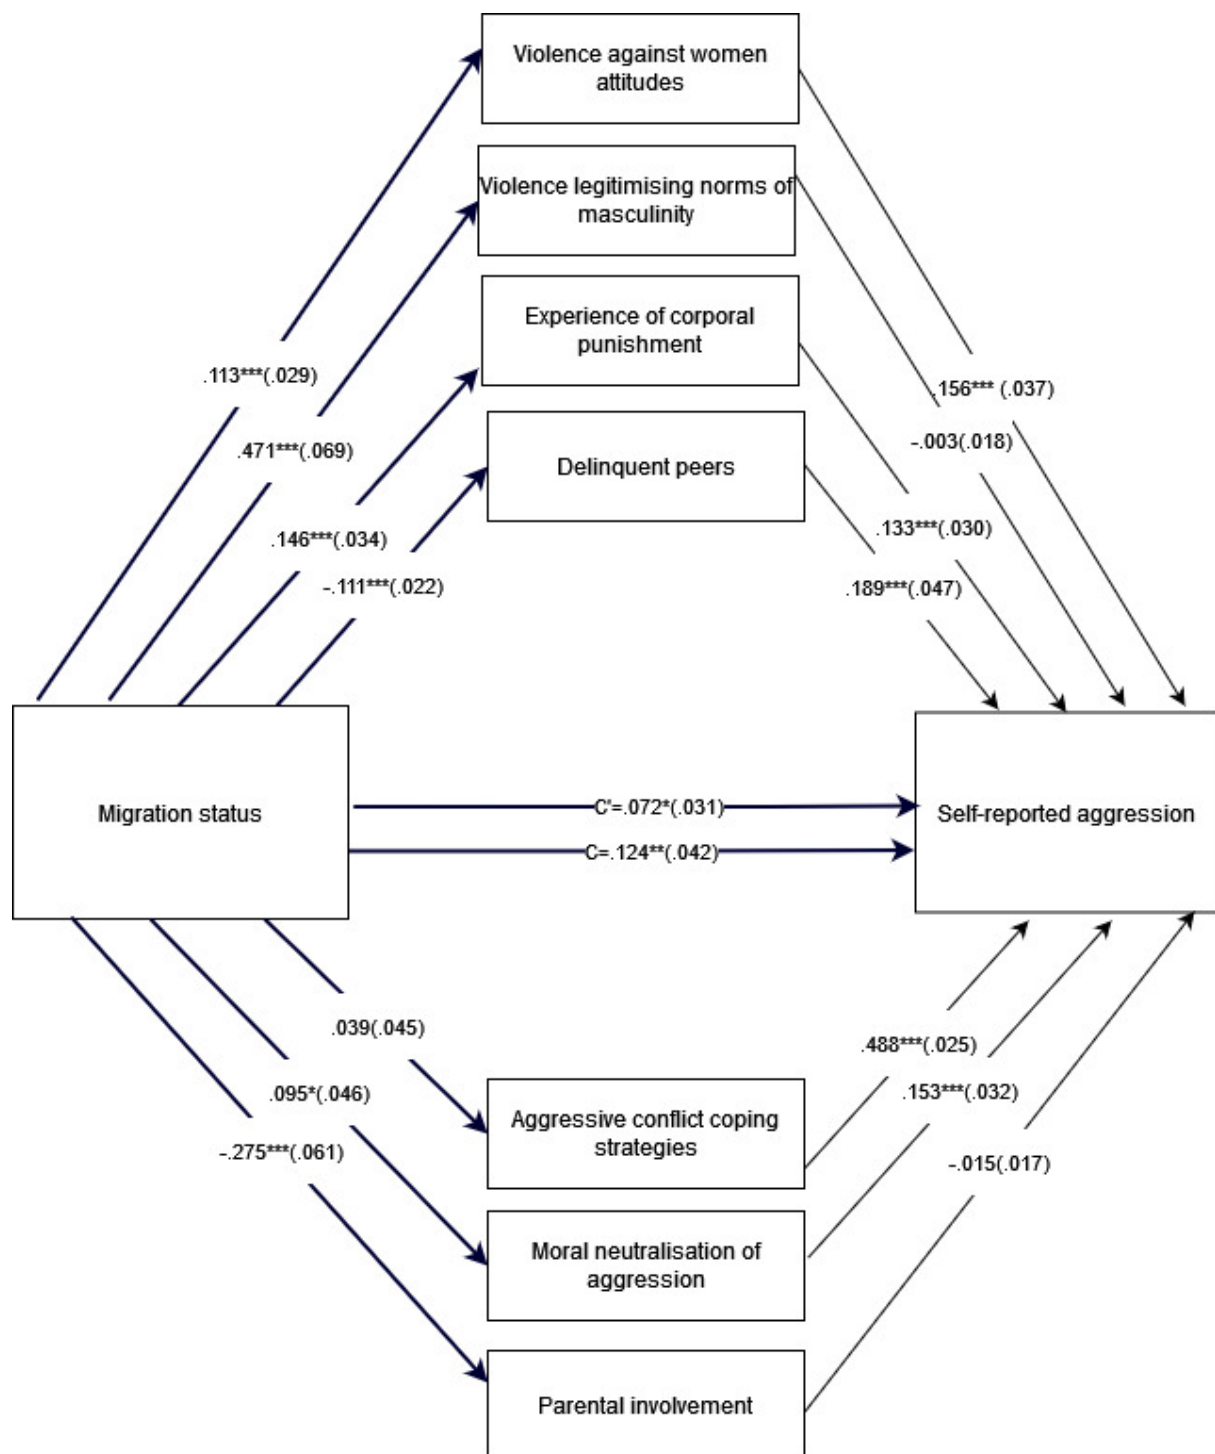 Violence against women
attitudes
Violence legitimising norms of
masculinity
Experience of corporal
punishment
.113***(.029)
.156*** (.037)
.471***(.069)
-.003(.018)
Delinquent peers
.146***(.034)
.133***(.030)
-.111***(.022)
.189***(.047)
C'=.072*(.031)
Migration status
Self-reported aggression
C=.124**(.042)
.039(.045)
.488***(.025)
.095*(.046)
.153***(.032)
Aggressive conflict coping
strategies
-.275***(.061)
-.015(.017)
Moral neutralisation of
aggression
Parental involvement